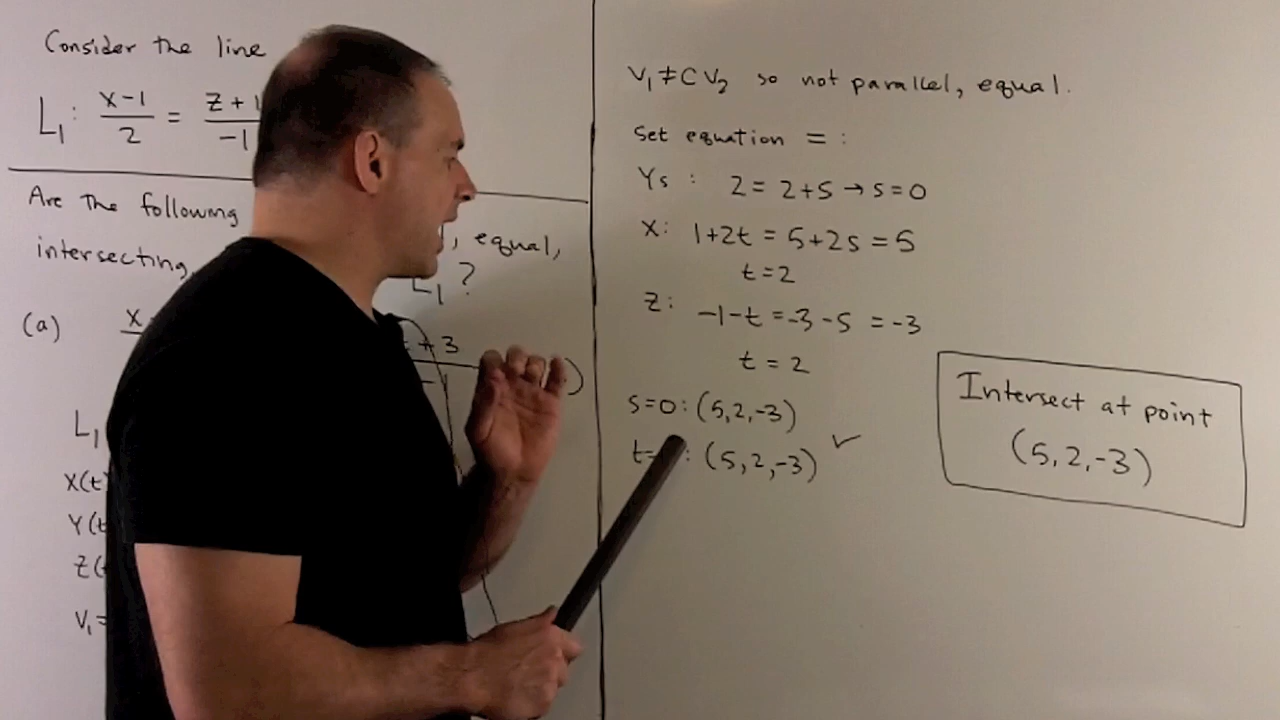 Consider the line
L₁: (x-1)/2 = (z+1)/-1
Are the following
, equal,
intersecting,
L₁?
(a) x
t+3
L₁
x(t)
y(t
z(t
v₁=
V₁≠CV₂ so not parallel, equal.
Set equation = :
Ys : 2=2+s→s=0
X: 1+2t=5+2s=5
t=2
Z: -1-t=-3-s=-3
t=2
s=0:(5,2,-3)
t= : (5,2,-3) ✓
Intersect at point
(5,2,-3)